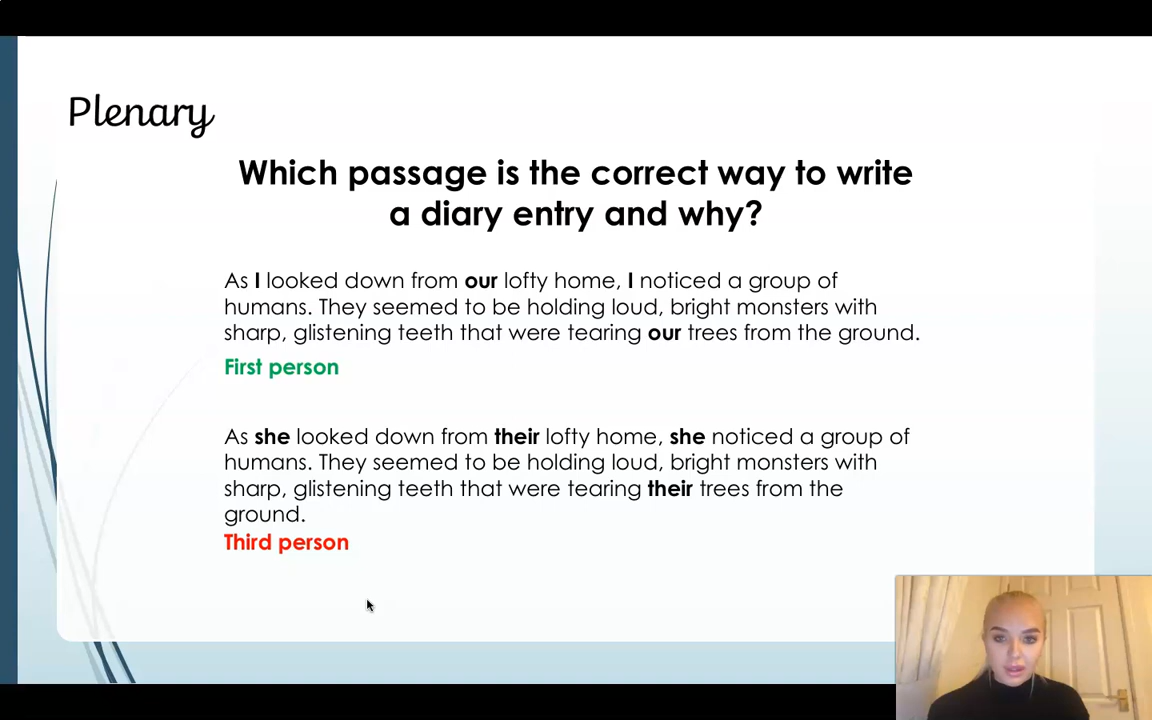 Plenary
Which passage is the correct way to write
a diary entry and why?
As I looked down from our lofty home, I noticed a group of
humans. They seemed to be holding loud, bright monsters with
sharp, glistening teeth that were tearing our trees from the ground.
First person
As she looked down from their lofty home, she noticed a group of
humans. They seemed to be holding loud, bright monsters with
sharp, glistening teeth that were tearing their trees from the
ground.
Third person